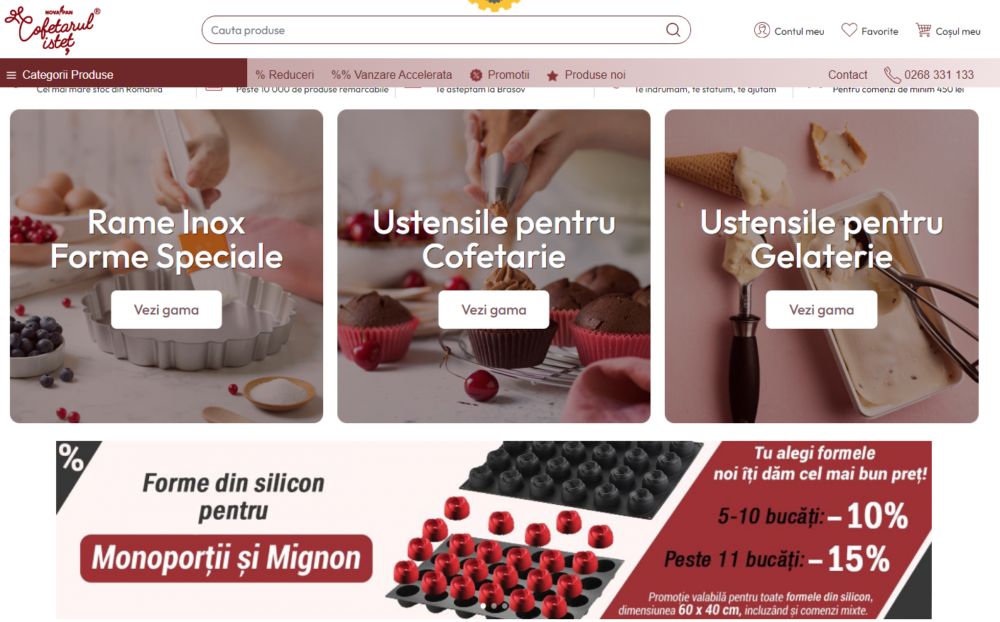 NOVA PAN
Cofetarul
isteț
®
Cauta produse
Contul meu
Favorite
Coșul meu
Categorii Produse
% Reduceri
%% Vanzare Accelerata
Promotii
Produse noi
Contact
0268 331 133
Cel mai mare stoc din Romania
Peste 10 000 de produse remarcabile
Te asteptam la Brasov
Te indrumam, te sfatuim, te ajutam
Pentru comenzi de minim 450 lei
Rame Inox
Forme Speciale
Vezi gama
Ustensile pentru
Cofetarie
Vezi gama
Ustensile pentru
Gelaterie
Vezi gama
%
Forme din silicon
pentru
Monoporții și Mignon
Tu alegi formele
noi îți dăm cel mai bun preț!
5-10 bucăți: – 10%
Peste 11 bucăți: – 15%
Promoție valabilă pentru toate formele din silicon,
dimensiunea 60 x 40 cm, incluzând și comenzi mixte.